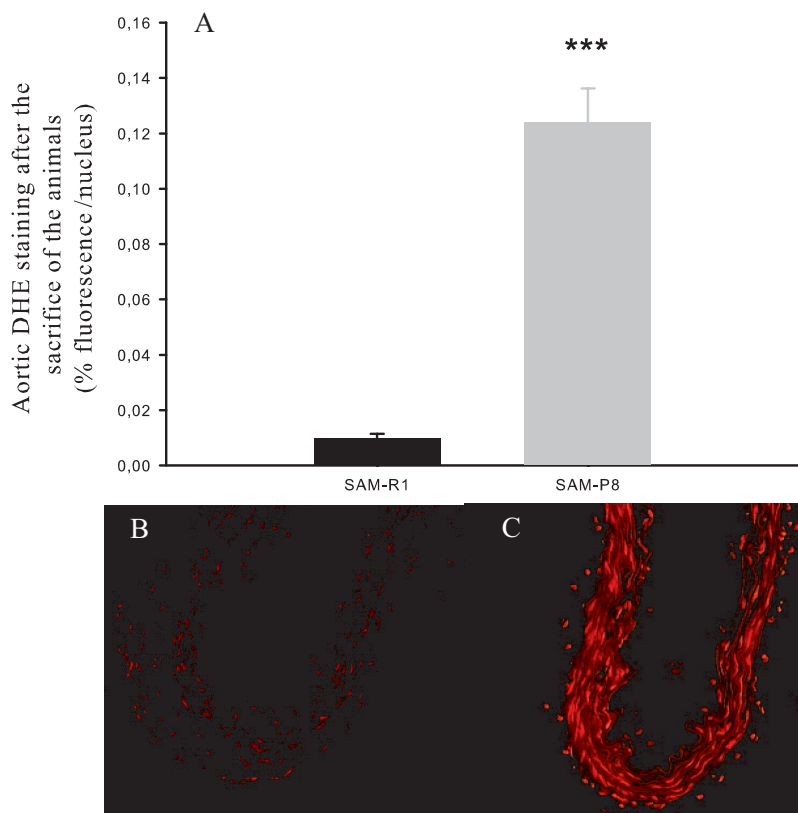 A
***
Aortic DHE staining after the
sacrifice of the animals
(% fluorescence/nucleus)
0,16
0,14
0,12
0,10
0,08
0,06
0,04
0,02
0,00
SAM-R1 SAM-P8
B C